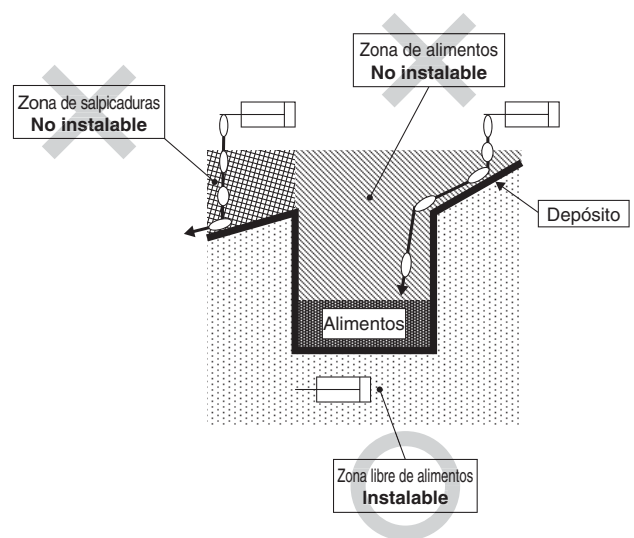 Zona de alimentos
No instalable
Zona de salpicaduras
No instalable
Depósito
Alimentos
Zona libre de alimentos
Instalable